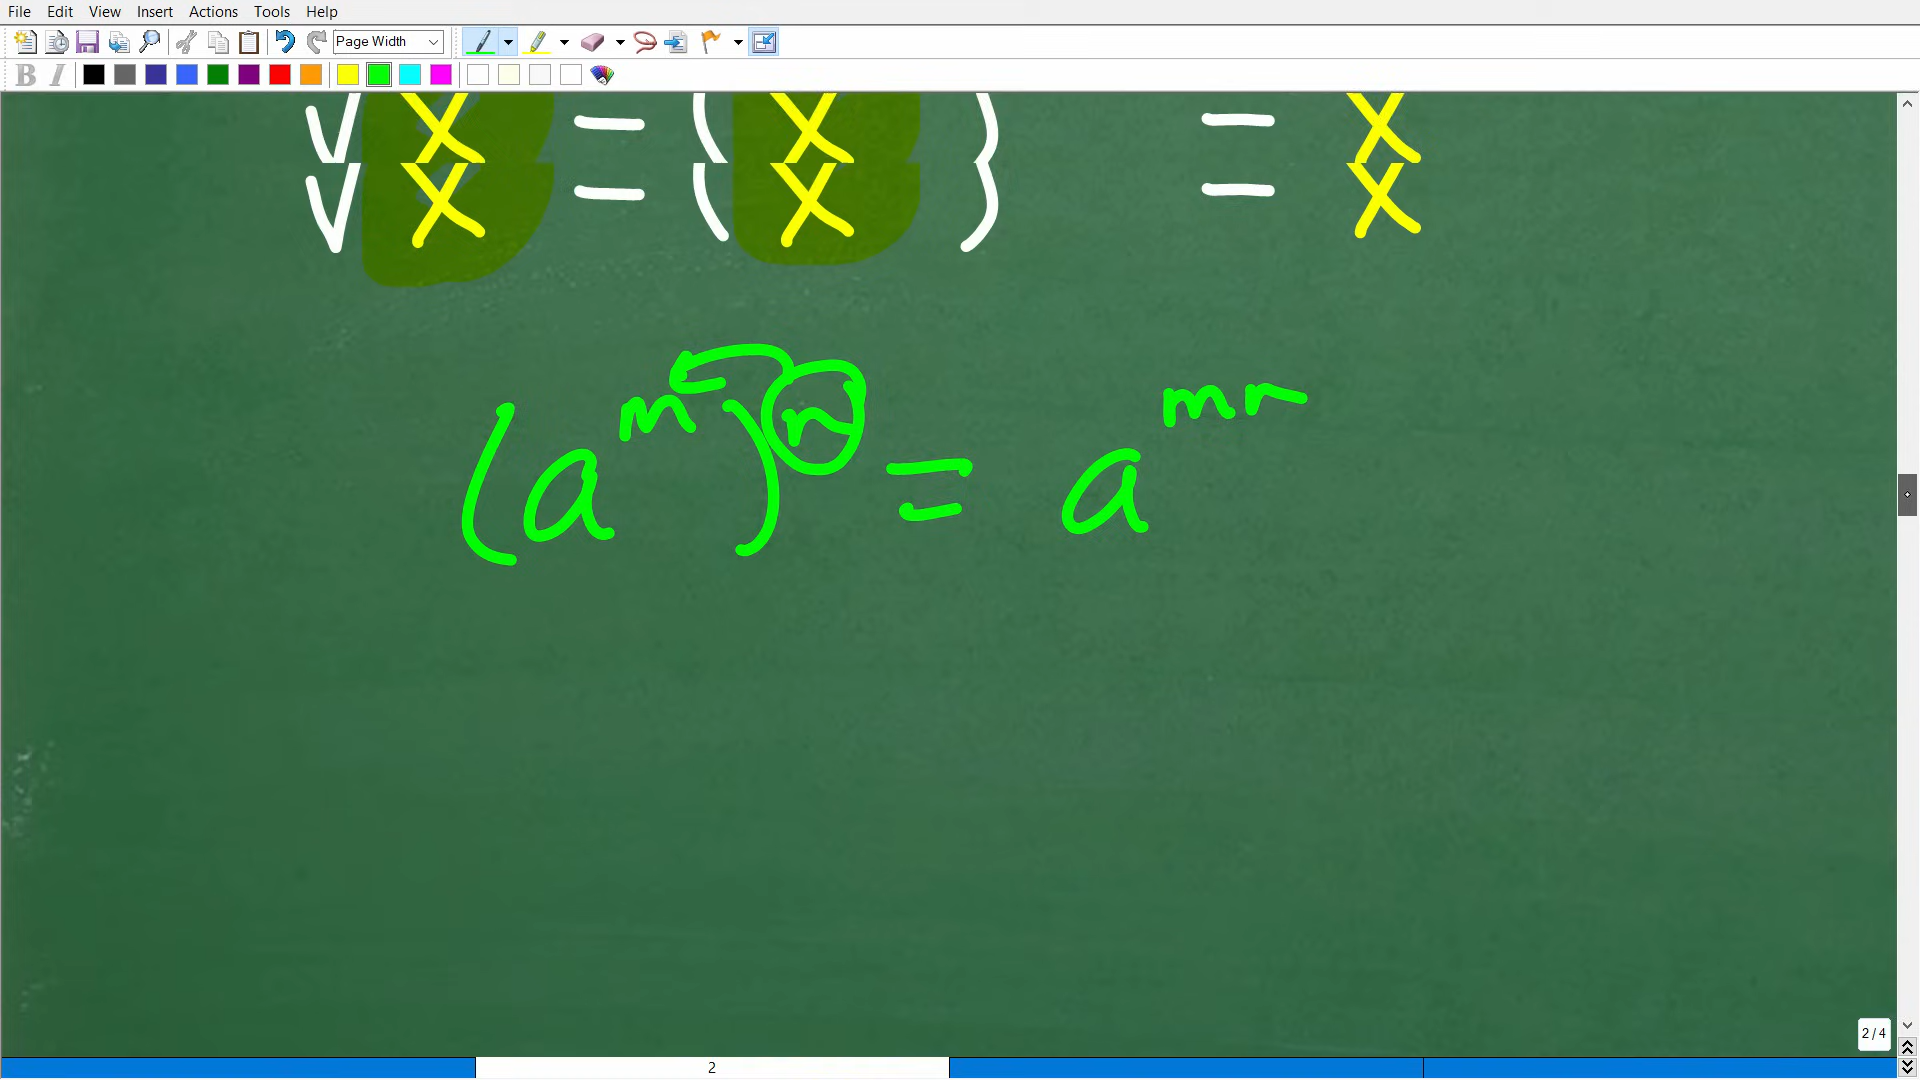 File Edit View Insert Actions Tools Help
Page Width
B I
√x = (x) = x
√x = (x) = x
(a^m)^n = a^mn
2 / 4
2